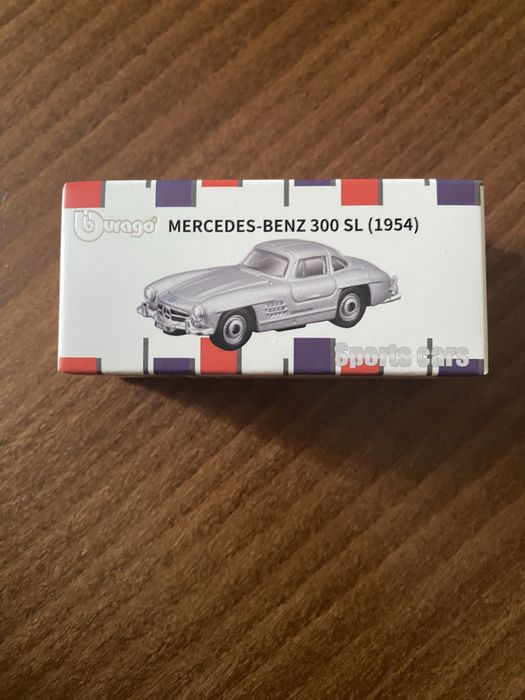 burago
MERCEDES-BENZ 300 SL (1954)
Sports cars